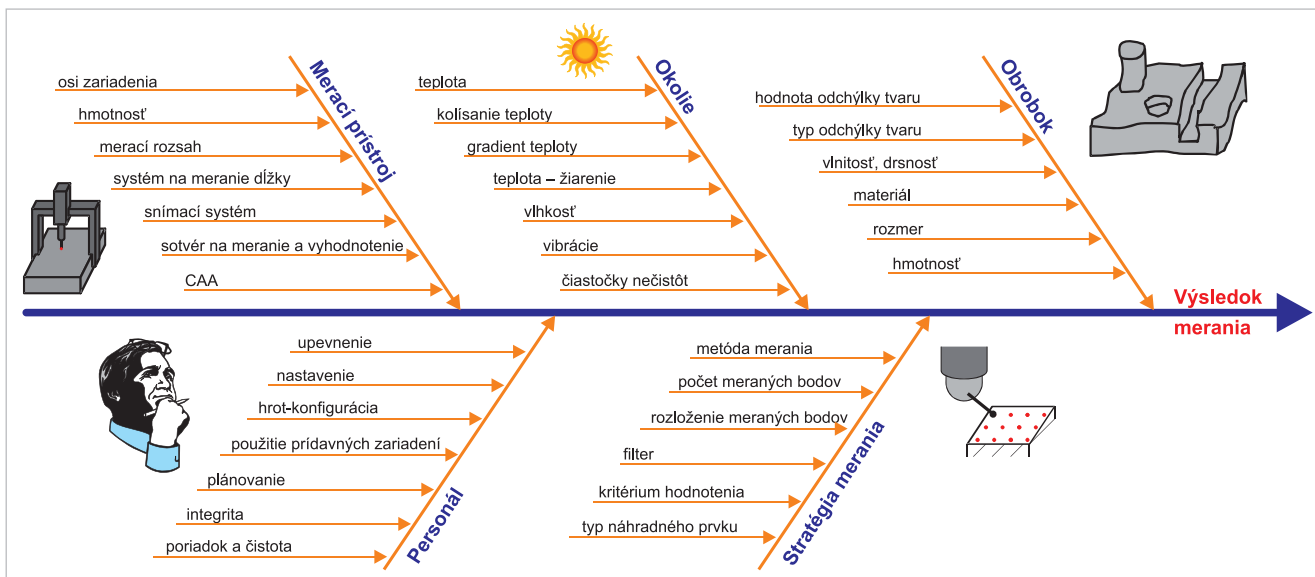 Merací prístroj
osi zariadenia
hmotnosť
merací rozsah
systém na meranie dĺžky
snímací systém
sotvér na meranie a vyhodnotenie
CAA
Okolie
teplota
kolísanie teploty
gradient teploty
teplota – žiarenie
vlhkosť
vibrácie
čiastočky nečistôt
Obrobok
hodnota odchýlky tvaru
typ odchýlky tvaru
vlnitosť, drsnosť
materiál
rozmer
hmotnosť
Výsledok
merania
upevnenie
nastavenie
hrot-konfigurácia
použitie prídavných zariadení
plánovanie
integrita
poriadok a čistota
Personál
metóda merania
počet meraných bodov
rozloženie meraných bodov
filter
kritérium hodnotenia
typ náhradného prvku
Stratégia merania